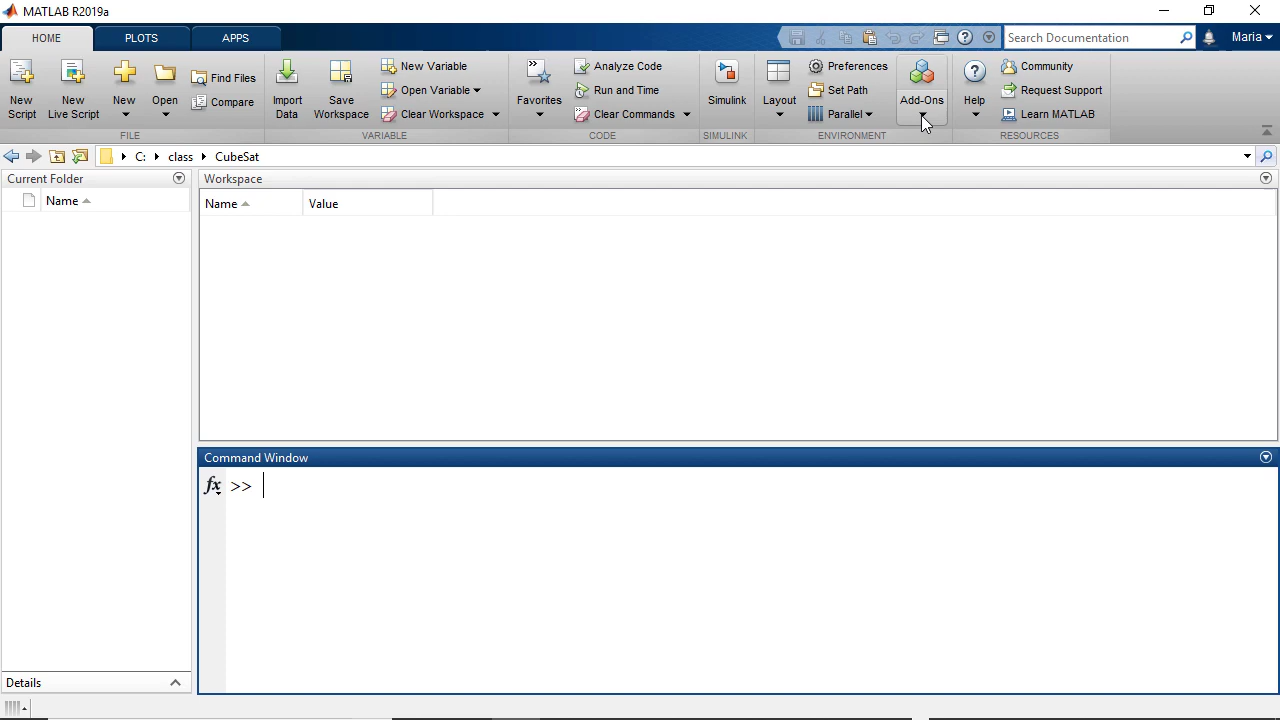 MATLAB R2019a
HOME PLOTS APPS
Search Documentation
Maria
New Script
New Live Script
New
Open
Find Files
Compare
FILE
Import Data
Save Workspace
New Variable
Open Variable
Clear Workspace
VARIABLE
Favorites
Analyze Code
Run and Time
Clear Commands
CODE
Simulink
SIMULINK
Layout
Preferences
Set Path
Parallel
Add-Ons
ENVIRONMENT
Help
Community
Request Support
Learn MATLAB
RESOURCES
C: class CubeSat
Current Folder
Name
Workspace
Name Value
Command Window
fx >>
Details